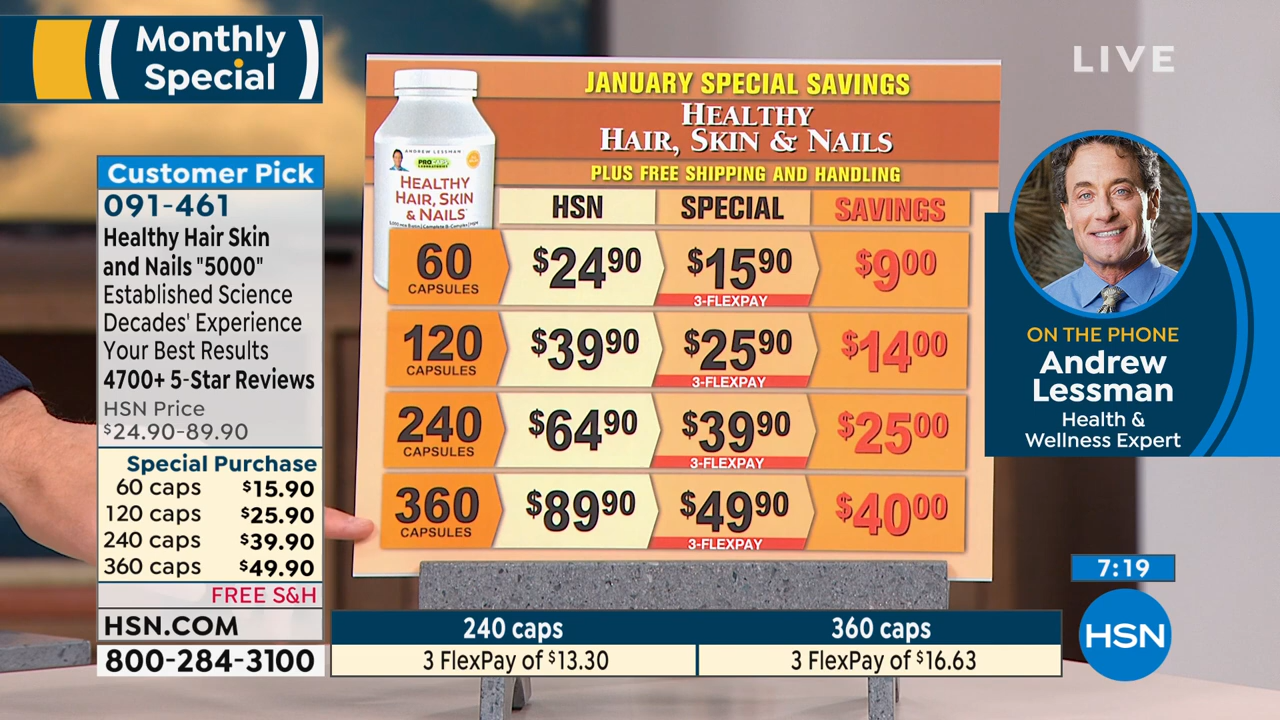 Monthly
Special
LIVE
Customer Pick
091-461
Healthy Hair Skin
and Nails "5000"
Established Science
Decades' Experience
Your Best Results
4700+ 5-Star Reviews
HSN Price
$24.90-89.90
Special Purchase
60 caps $15.90
120 caps $25.90
240 caps $39.90
360 caps $49.90
FREE S&H
HSN.COM
800-284-3100
JANUARY SPECIAL SAVINGS
HEALTHY
HAIR, SKIN & NAILS
PLUS FREE SHIPPING AND HANDLING
ANDREW LESSMAN
PROCAPS
LABORATORIES
HEALTHY
HAIR, SKIN
& NAILS
HSN SPECIAL SAVINGS
60 CAPSULES $24.90 $15.90 3-FLEXPAY $9.00
120 CAPSULES $39.90 $25.90 3-FLEXPAY $14.00
240 CAPSULES $64.90 $39.90 3-FLEXPAY $25.00
360 CAPSULES $89.90 $49.90 3-FLEXPAY $40.00
ON THE PHONE
Andrew
Lessman
Health &
Wellness Expert
7:19
HSN
240 caps 360 caps
3 FlexPay of $13.30 3 FlexPay of $16.63